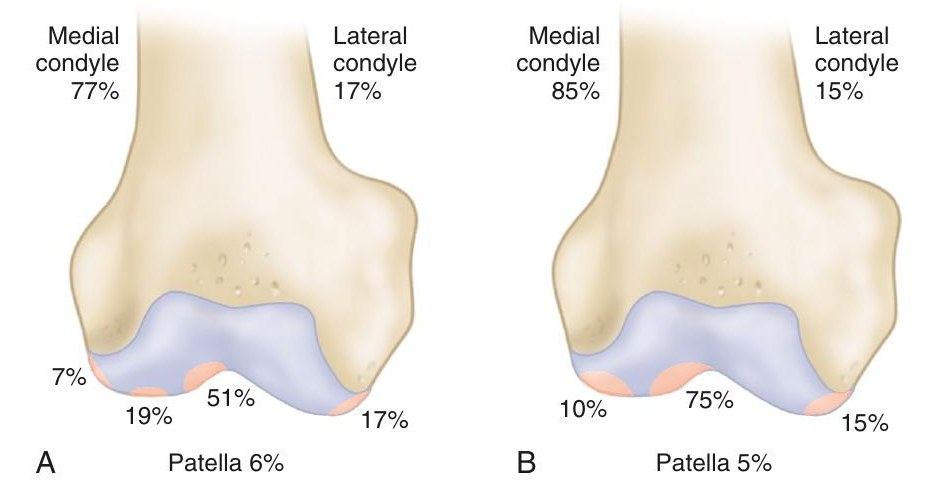 Medial
condyle
77%
Lateral
condyle
17%
7%
19%
51%
17%
A
Patella 6%
Medial
condyle
85%
Lateral
condyle
15%
10%
75%
15%
B
Patella 5%